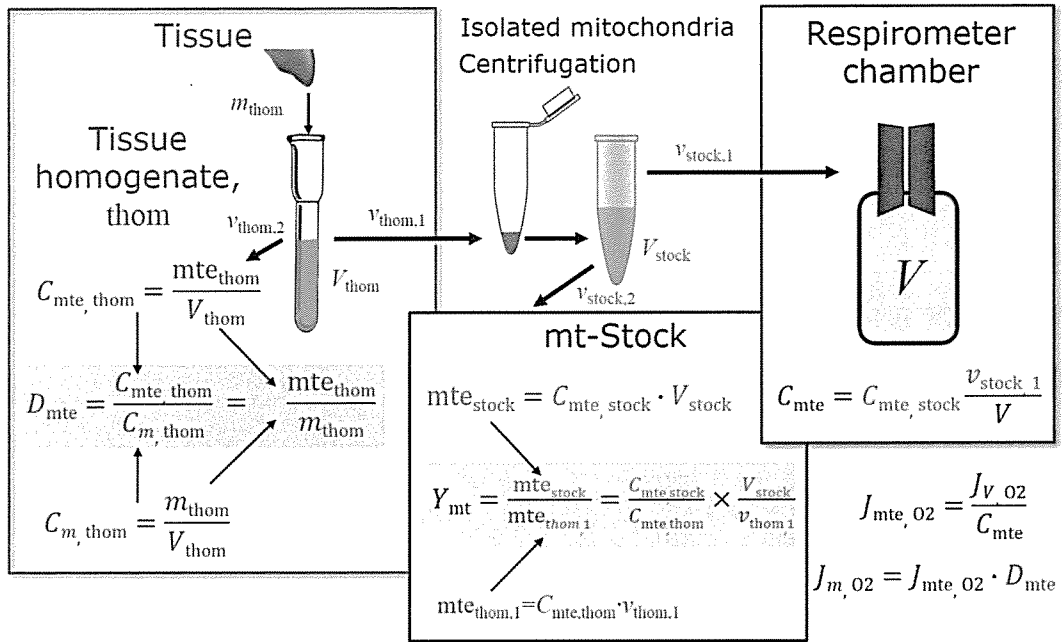 Tissue
m_thom
Tissue
homogenate,
thom
v_thom,2
v_thom,1
V_thom
C_mte, thom = mte_thom / V_thom
D_mte = C_mte, thom / C_m, thom = mte_thom / m_thom
C_m, thom = m_thom / V_thom
Isolated mitochondria
Centrifugation
v_stock,1
V_stock
v_stock,2
mt-Stock
mte_stock = C_mte, stock · V_stock
Y_mt = mte_stock / mte_thom 1 = C_mte stock / C_mte thom × V_stock / v_thom 1
mte_thom,1=C_mte,thom·v_thom,1
Respirometer
chamber
V
C_mte = C_mte, stock v_stock 1 / V
J_mte, O2 = J_V, O2 / C_mte
J_m, O2 = J_mte, O2 · D_mte